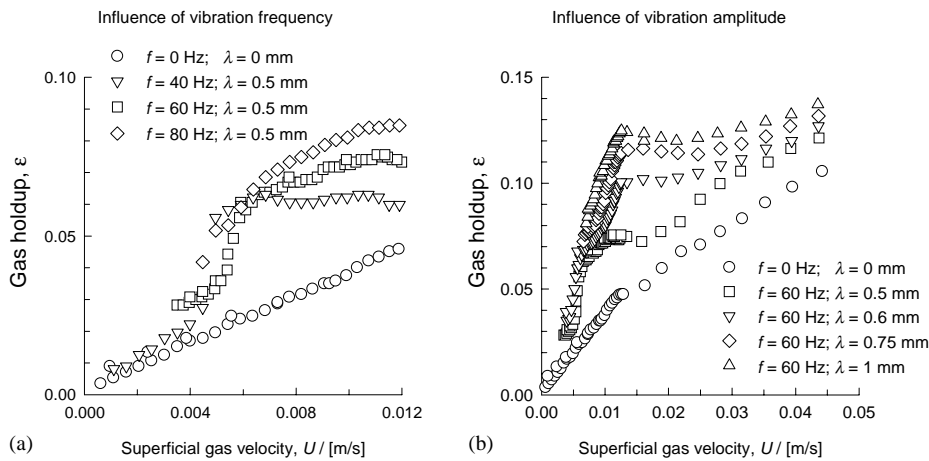 Influence of vibration frequency
f = 0 Hz; λ = 0 mm
f = 40 Hz; λ = 0.5 mm
f = 60 Hz; λ = 0.5 mm
f = 80 Hz; λ = 0.5 mm
0.10
0.05
0.00
Gas holdup, ε
0.000
0.004
0.008
0.012
(a)
Superficial gas velocity, U / [m/s]
Influence of vibration amplitude
0.15
0.10
0.05
0.00
Gas holdup, ε
f = 0 Hz; λ = 0 mm
f = 60 Hz; λ = 0.5 mm
f = 60 Hz; λ = 0.6 mm
f = 60 Hz; λ = 0.75 mm
f = 60 Hz; λ = 1 mm
0.00
0.01
0.02
0.03
0.04
0.05
(b)
Superficial gas velocity, U / [m/s]